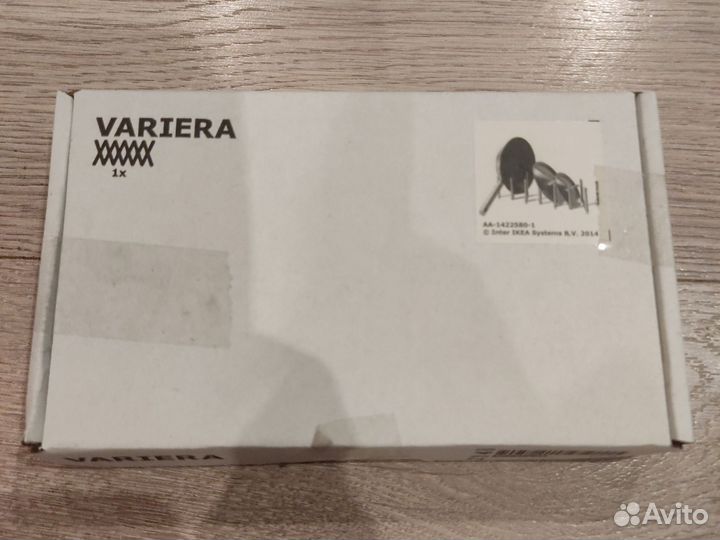 VARIERA
1x
AA-1422580-1
© Inter IKEA Systems B.V. 2014
VARIERA
Avito